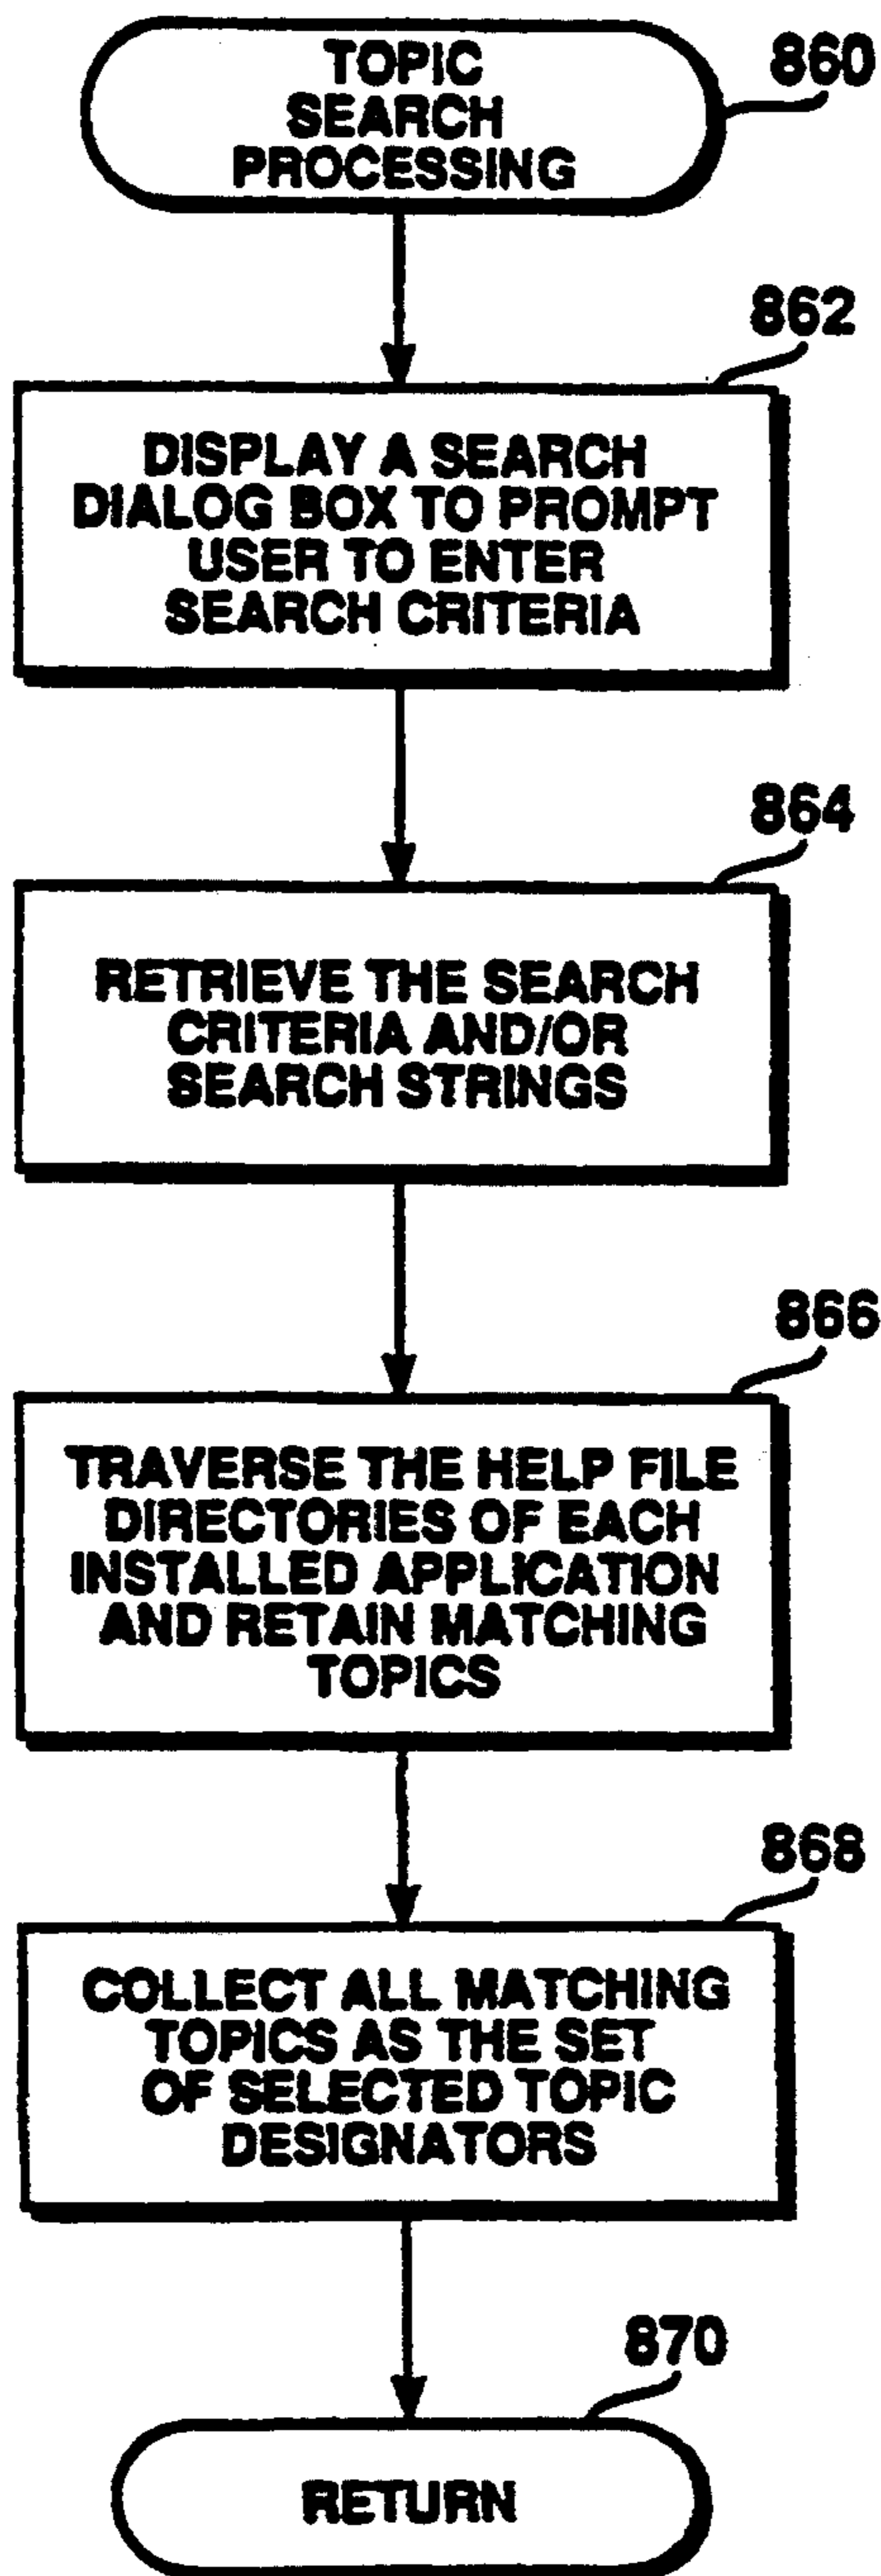 TOPIC
SEARCH
PROCESSING
860
862
DISPLAY A SEARCH
DIALOG BOX TO PROMPT
USER TO ENTER
SEARCH CRITERIA
864
RETRIEVE THE SEARCH
CRITERIA AND/OR
SEARCH STRINGS
866
TRAVERSE THE HELP FILE
DIRECTORIES OF EACH
INSTALLED APPLICATION
AND RETAIN MATCHING
TOPICS
868
COLLECT ALL MATCHING
TOPICS AS THE SET
OF SELECTED TOPIC
DESIGNATORS
870
RETURN